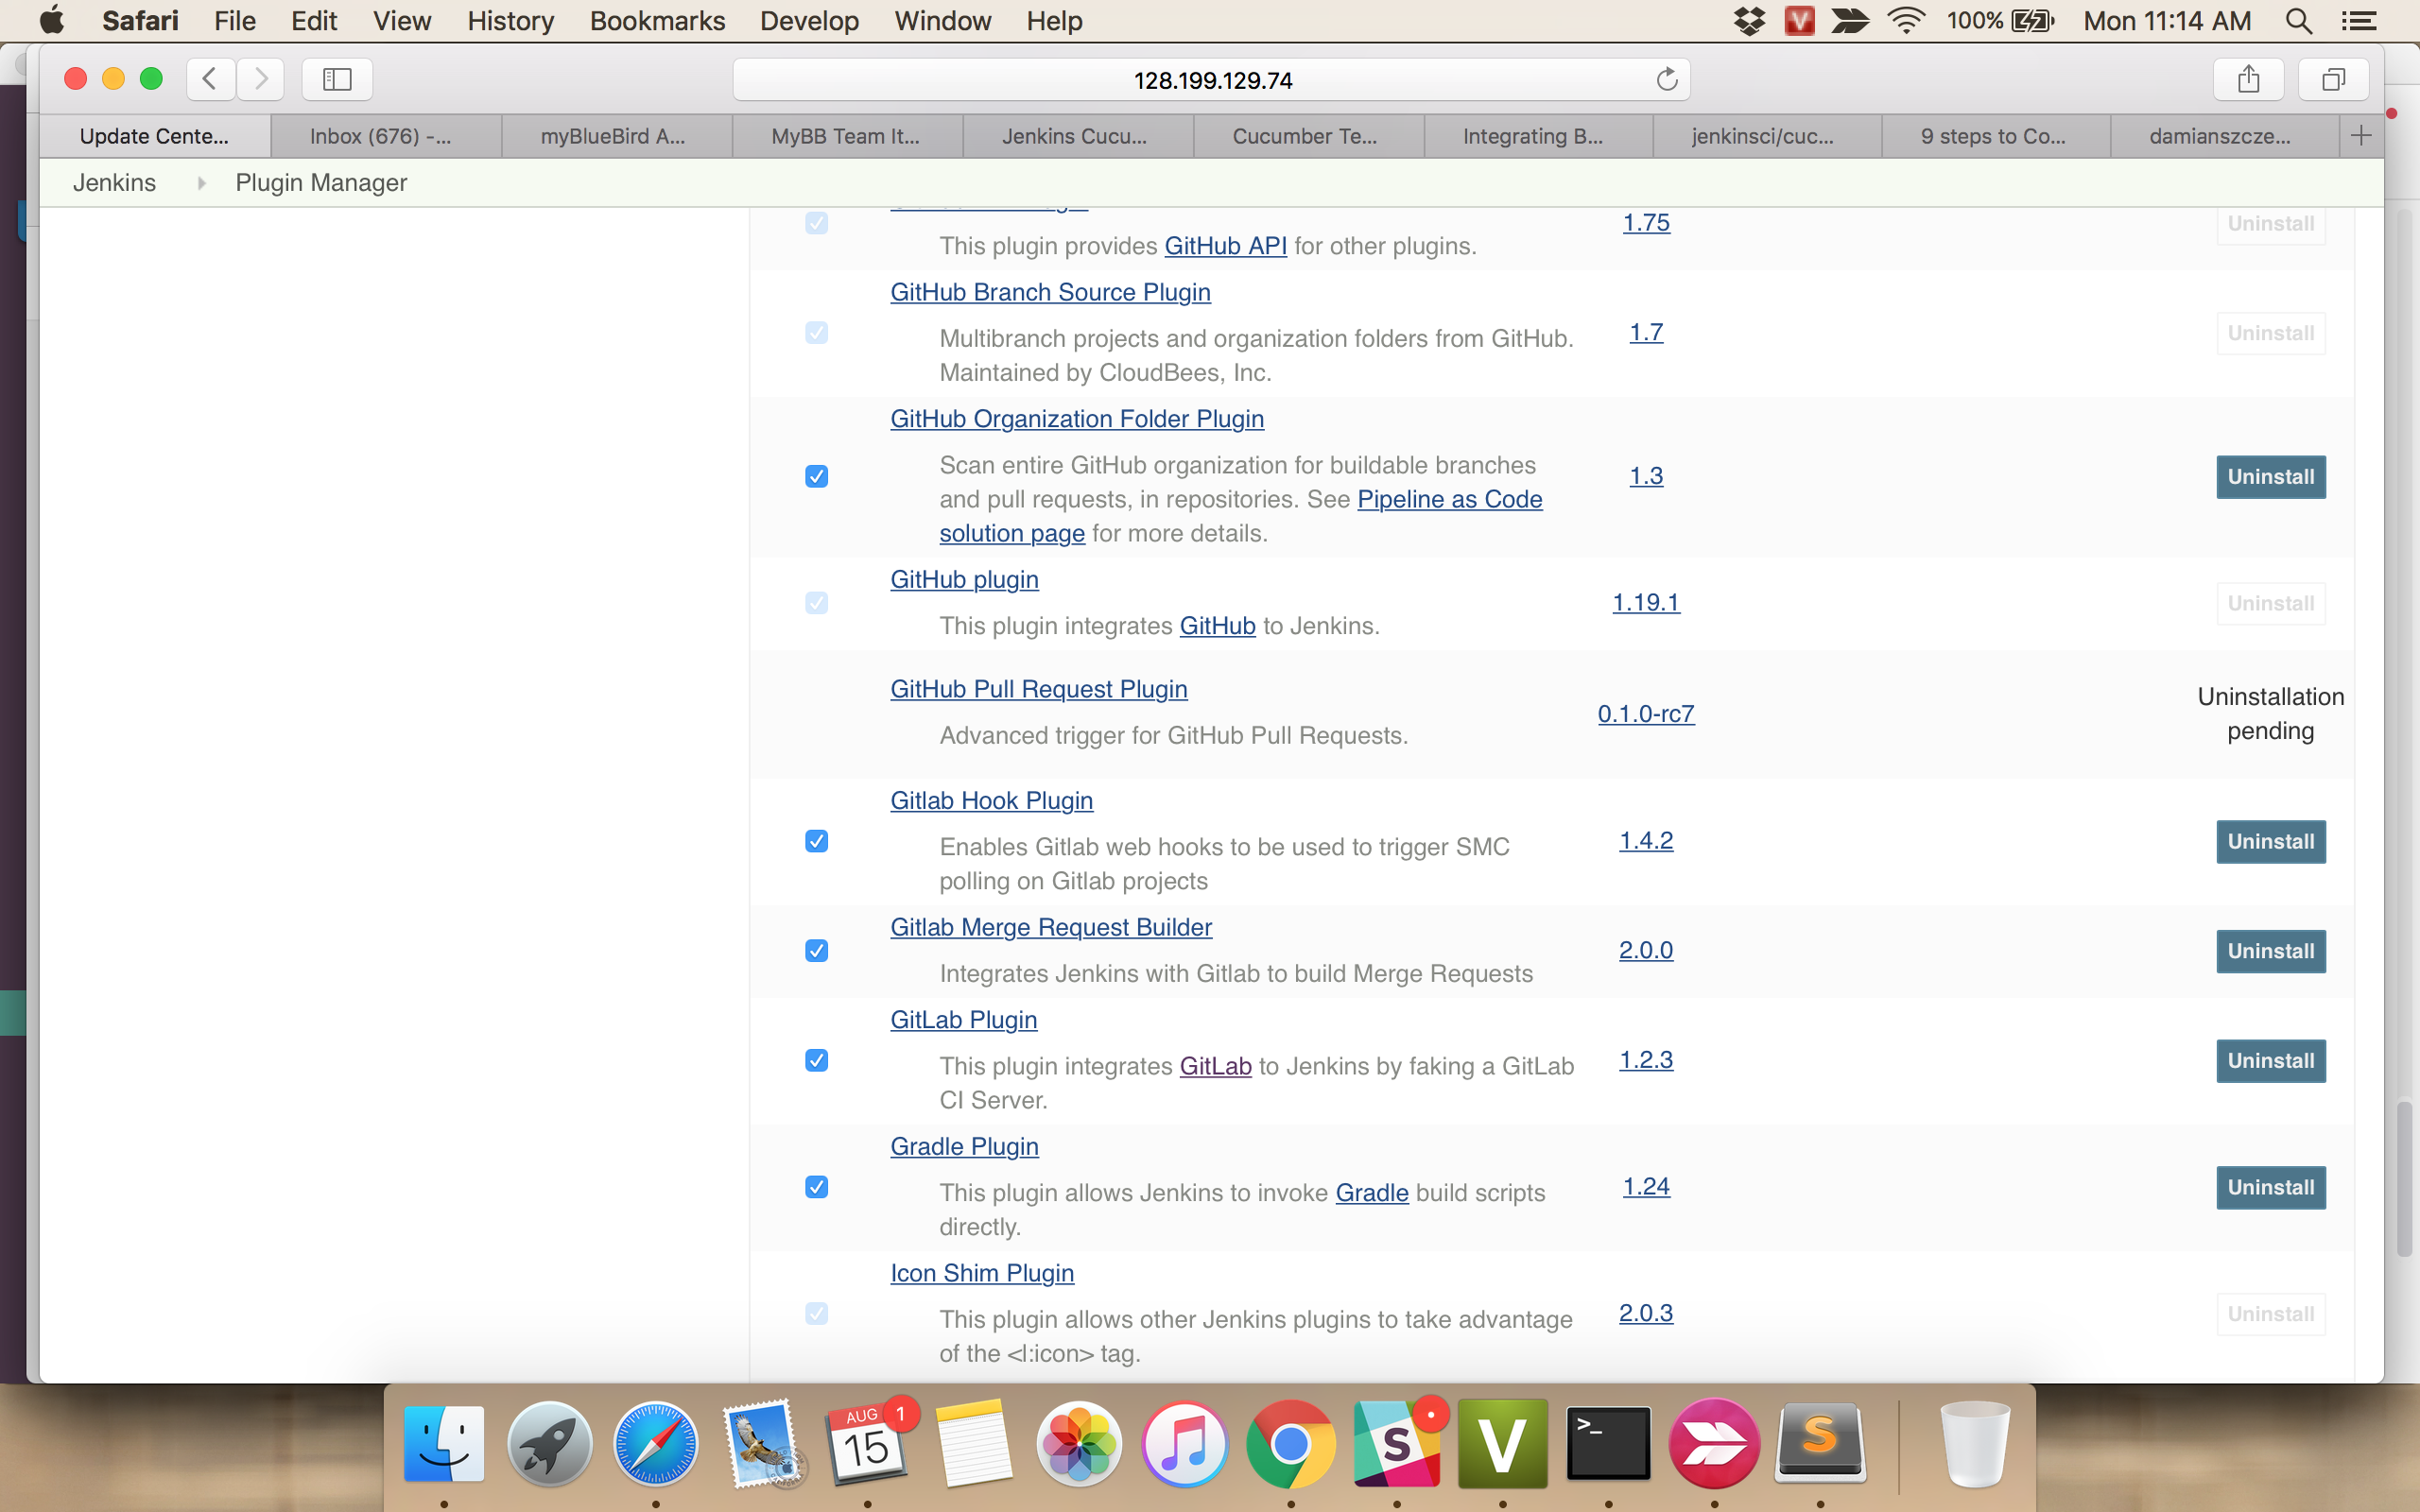 Safari File Edit View History Bookmarks Develop Window Help V 100% Mon 11:14 AM
128.199.129.74
Update Cente... Inbox (676) -... myBlueBird A... MyBB Team It... Jenkins Cucu... Cucumber Te... Integrating B... jenkinsci/cuc... 9 steps to Co... damianszcze...
Jenkins Plugin Manager
This plugin provides GitHub API for other plugins.
1.75
Uninstall
GitHub Branch Source Plugin
Multibranch projects and organization folders from GitHub.
Maintained by CloudBees, Inc.
1.7
Uninstall
GitHub Organization Folder Plugin
Scan entire GitHub organization for buildable branches
and pull requests, in repositories. See Pipeline as Code
solution page for more details.
1.3
Uninstall
GitHub plugin
This plugin integrates GitHub to Jenkins.
1.19.1
Uninstall
GitHub Pull Request Plugin
Advanced trigger for GitHub Pull Requests.
0.1.0-rc7
Uninstallation
pending
Gitlab Hook Plugin
Enables Gitlab web hooks to be used to trigger SMC
polling on Gitlab projects
1.4.2
Uninstall
Gitlab Merge Request Builder
Integrates Jenkins with Gitlab to build Merge Requests
2.0.0
Uninstall
GitLab Plugin
This plugin integrates GitLab to Jenkins by faking a GitLab
CI Server.
1.2.3
Uninstall
Gradle Plugin
This plugin allows Jenkins to invoke Gradle build scripts
directly.
1.24
Uninstall
Icon Shim Plugin
This plugin allows other Jenkins plugins to take advantage
of the <l:icon> tag.
2.0.3
Uninstall
AUG 1
15
S
V
>_
S